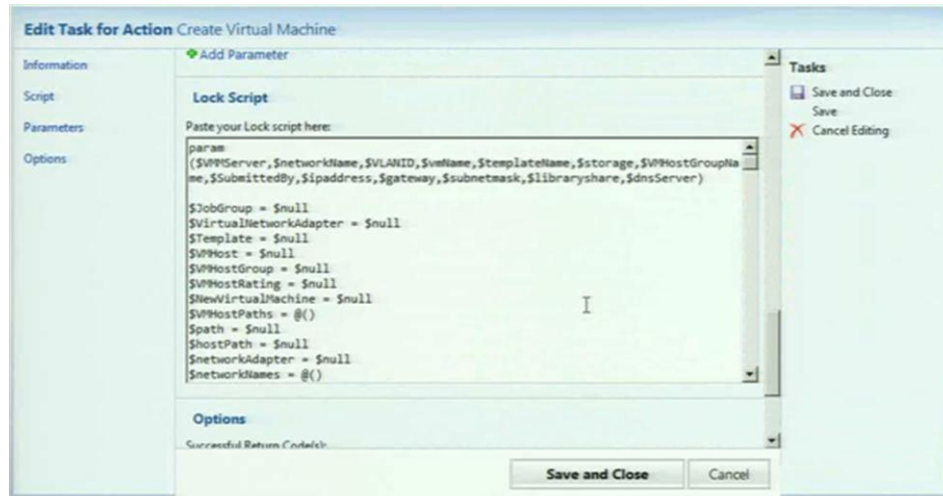 Edit Task for Action Create Virtual Machine
Information
Script
Parameters
Options
Add Parameter
Lock Script
Paste your Lock script here:
param
($VMMServer,$networkName,$VLANID,$vmName,$templateName,$storage,$VMHostGroupNa
me,$SubmittedBy,$ipaddress,$gateway,$subnetmask,$libraryshare,$dnsServer)
$JobGroup = $null
$VirtualNetworkAdapter = $null
$Template = $null
$VMHost = $null
$VMHostGroup = $null
$VMHostRating = $null
$NewVirtualMachine = $null
$VMHostPaths = @()
$path = $null
$hostPath = $null
$networkAdapter = $null
$networkNames = @()
Options
Successful Return Code(s):
Save and Close
Cancel
Tasks
Save and Close
Save
Cancel Editing